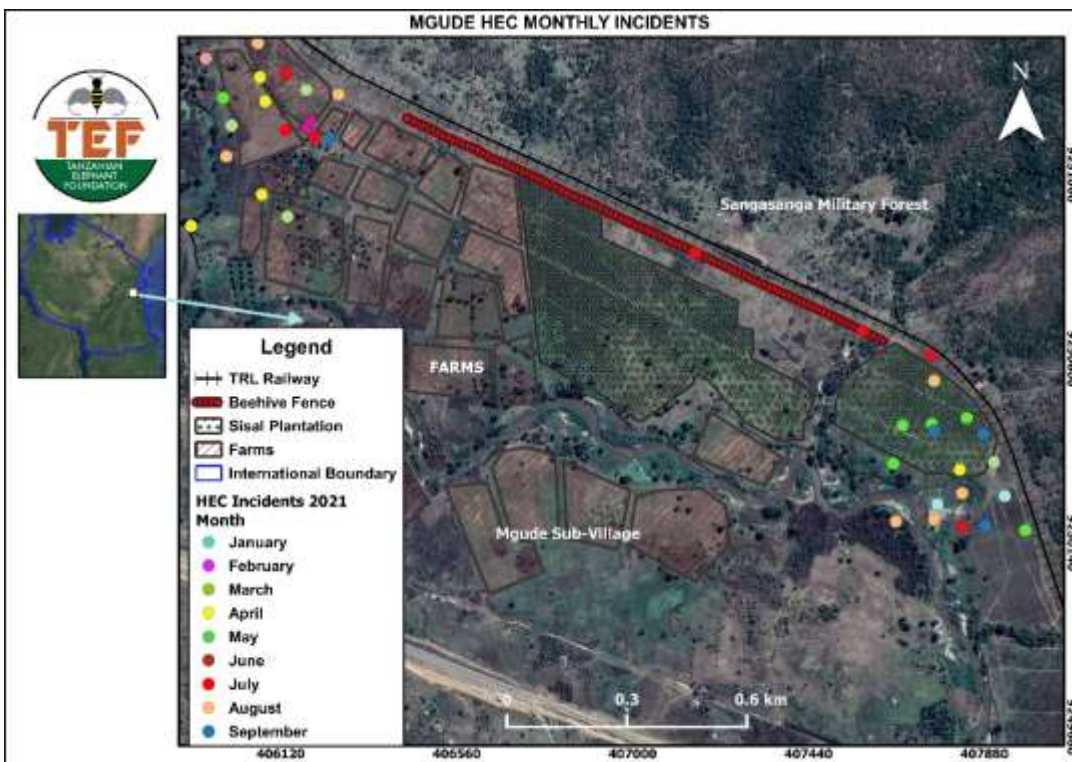 MGUDE HEC MONTHLY INCIDENTS
TEF
TANZANIAN
ELEPHANT
FOUNDATION
N
Sangasanga Military Forest
FARMS
Mgude Sub-Village
Legend
TRL Railway
Beehive Fence
Sisal Plantation
Farms
International Boundary
HEC Incidents 2021
Month
January
February
March
April
May
June
July
August
September
0 0.3 0.6 km
406120 406560 407000 407440 407880